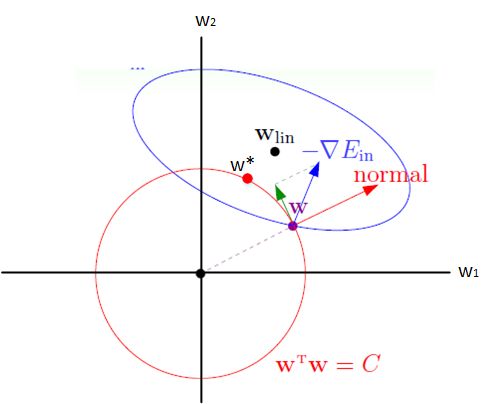 w₂
w_lin
−∇E_in
w*
normal
w
w₁
wᵀw = C